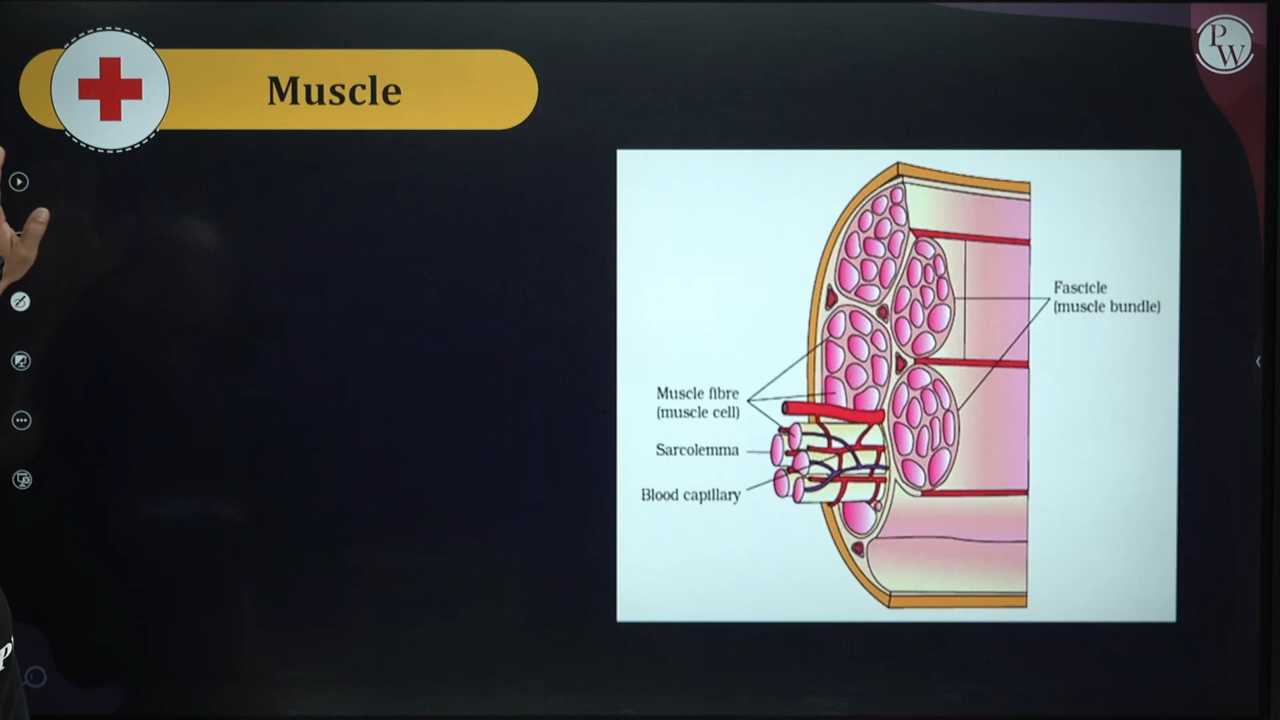 Muscle
PW
Fascicle
(muscle bundle)
Muscle fibre
(muscle cell)
Sarcolemma
Blood capillary
P